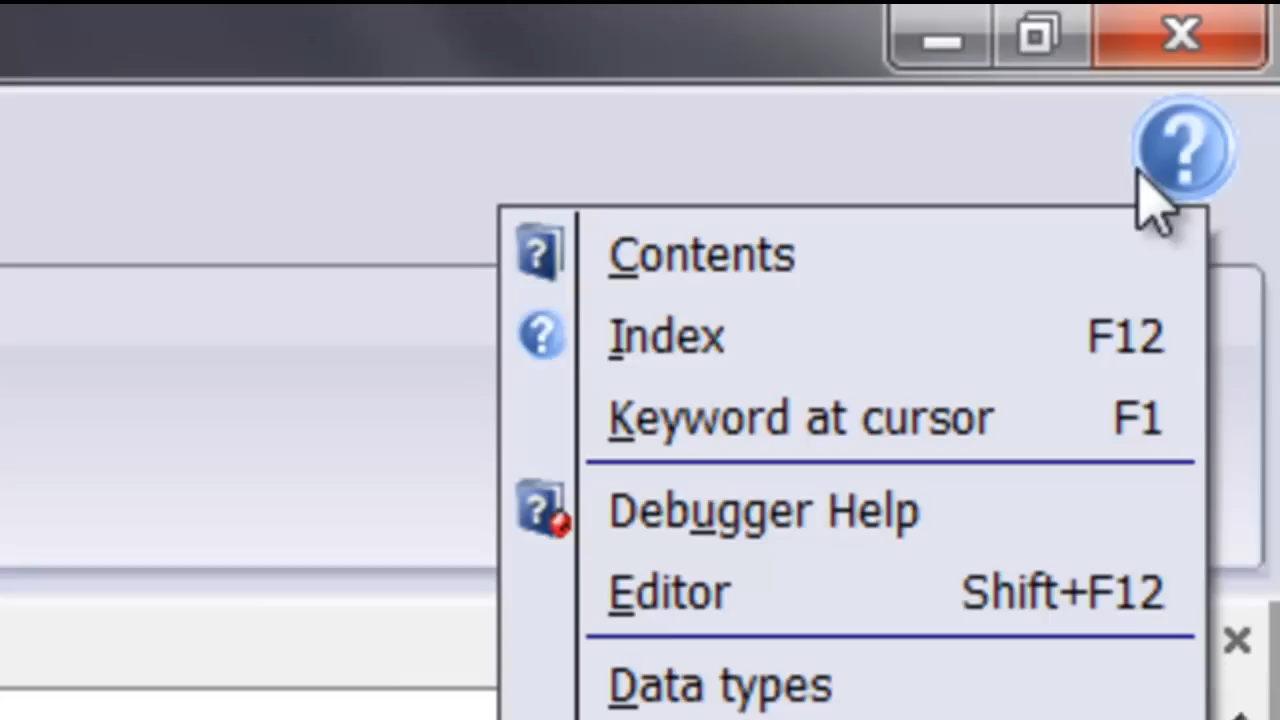 Contents
Index F12
Keyword at cursor F1
Debugger Help
Editor Shift+F12
Data types